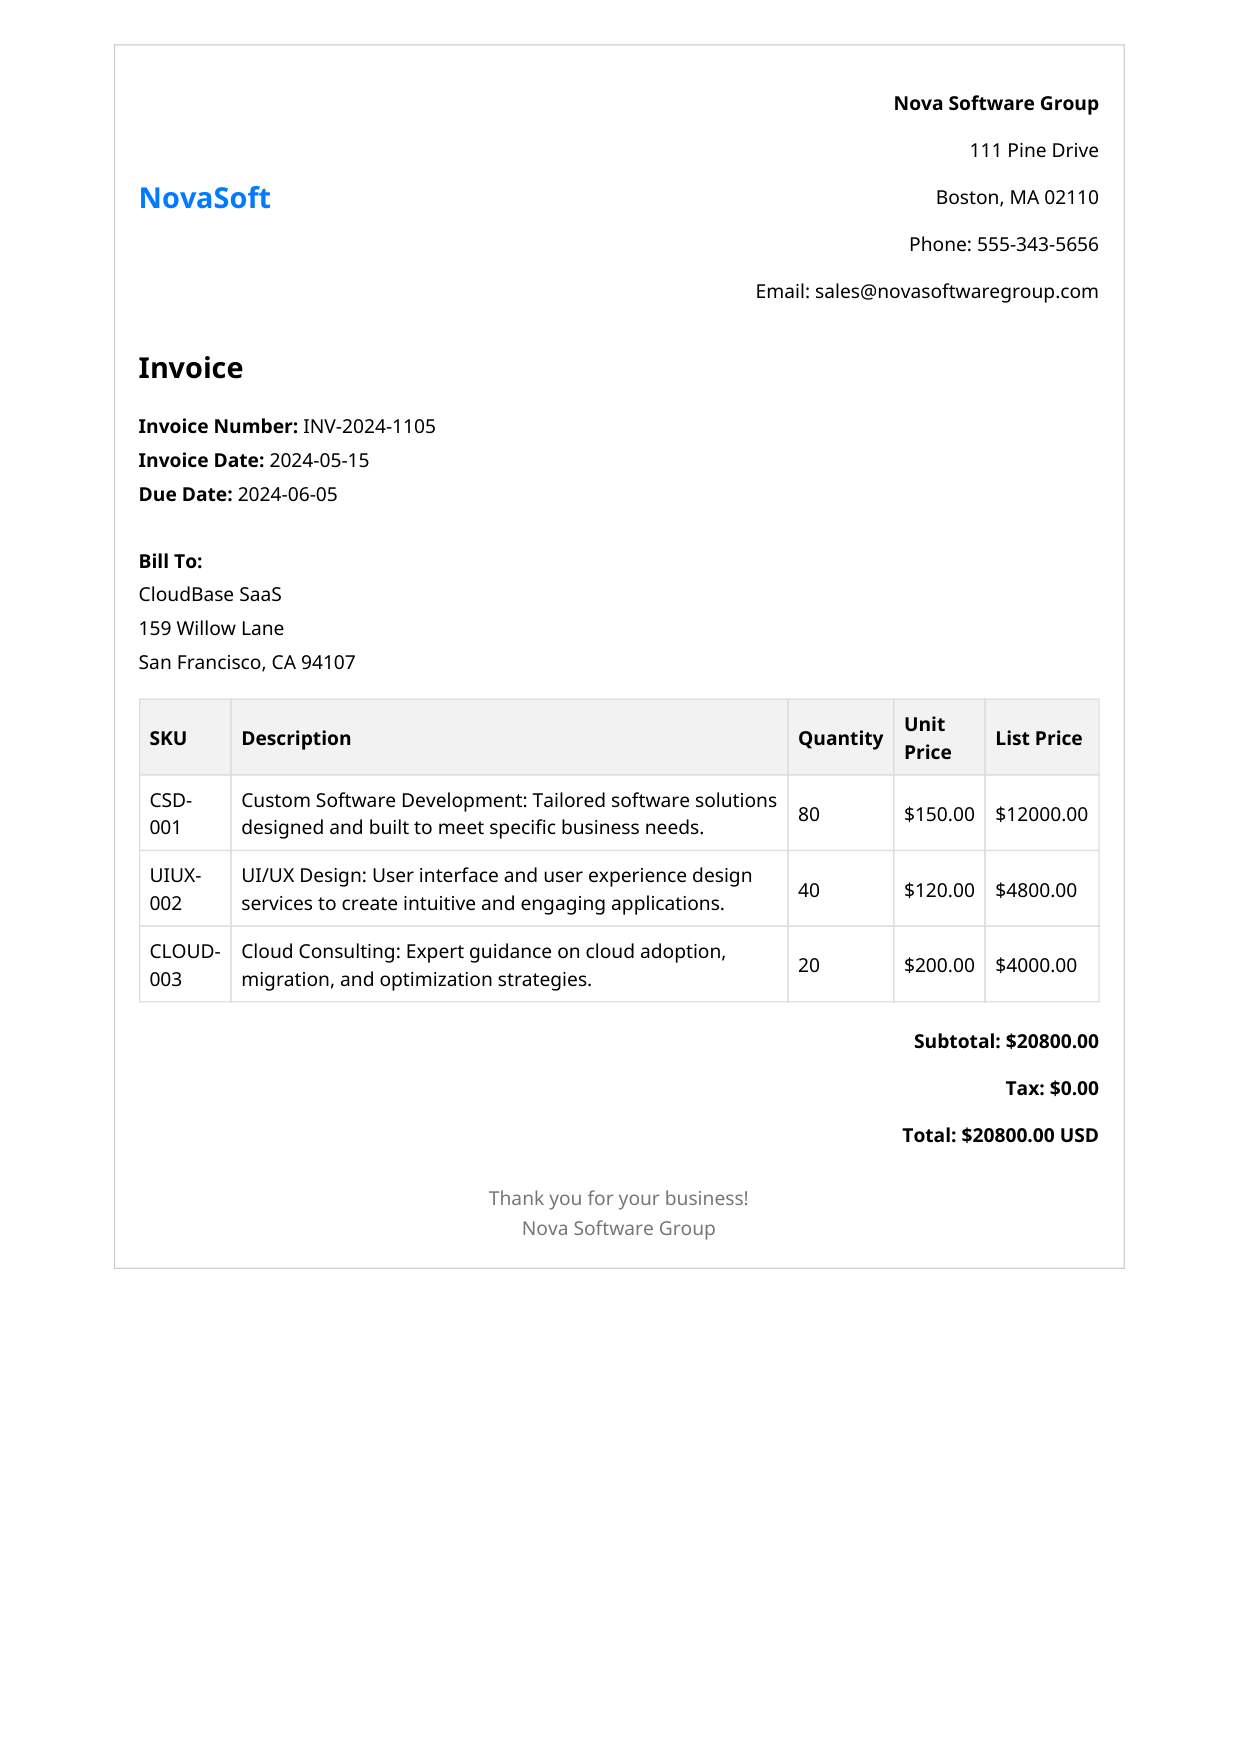 NovaSoft
Nova Software Group
111 Pine Drive
Boston, MA 02110
Phone: 555-343-5656
Email: sales@novasoftwaregroup.com
Invoice
Invoice Number: INV-2024-1105
Invoice Date: 2024-05-15
Due Date: 2024-06-05
Bill To:
CloudBase SaaS
159 Willow Lane
San Francisco, CA 94107
SKU Description Quantity Unit Price List Price
CSD-001 Custom Software Development: Tailored software solutions designed and built to meet specific business needs. 80 $150.00 $12000.00
UIUX-002 UI/UX Design: User interface and user experience design services to create intuitive and engaging applications. 40 $120.00 $4800.00
CLOUD-003 Cloud Consulting: Expert guidance on cloud adoption, migration, and optimization strategies. 20 $200.00 $4000.00
Subtotal: $20800.00
Tax: $0.00
Total: $20800.00 USD
Thank you for your business!
Nova Software Group